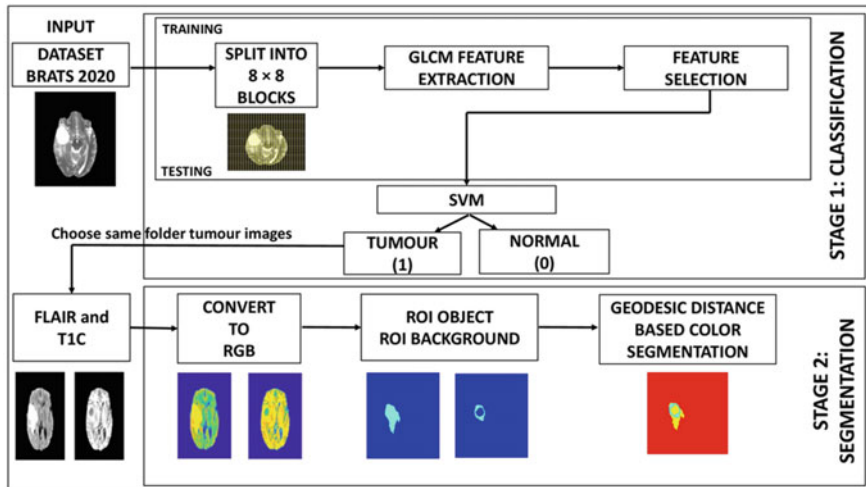 INPUT
DATASET
BRATS 2020
TRAINING
SPLIT INTO
8 × 8
BLOCKS
GLCM FEATURE
EXTRACTION
FEATURE
SELECTION
TESTING
SVM
TUMOUR
(1)
NORMAL
(0)
STAGE 1: CLASSIFICATION
Choose same folder tumour images
FLAIR and
T1C
CONVERT
TO
RGB
ROI OBJECT
ROI BACKGROUND
GEODESIC DISTANCE
BASED COLOR
SEGMENTATION
STAGE 2:
SEGMENTATION